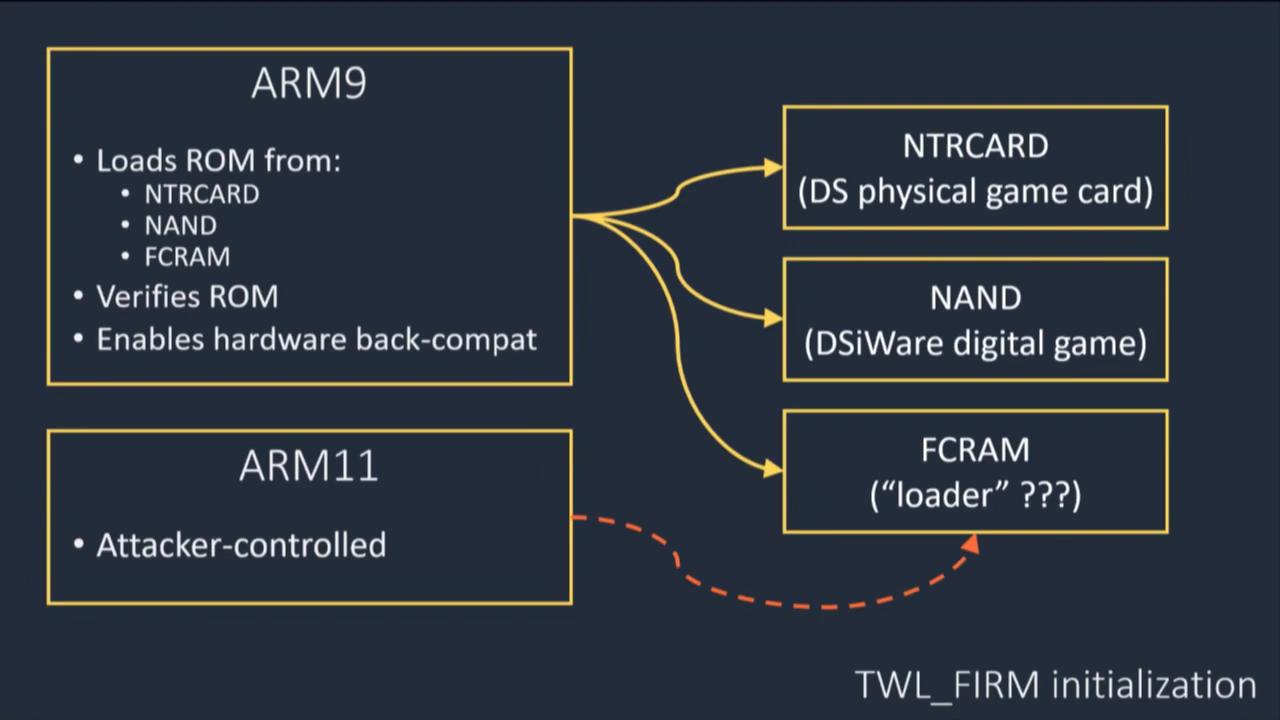 ARM9
• Loads ROM from:
• NTRCARD
• NAND
• FCRAM
• Verifies ROM
• Enables hardware back-compat
ARM11
• Attacker-controlled
NTRCARD
(DS physical game card)
NAND
(DSiWare digital game)
FCRAM
(“loader” ???)
TWL_FIRM initialization